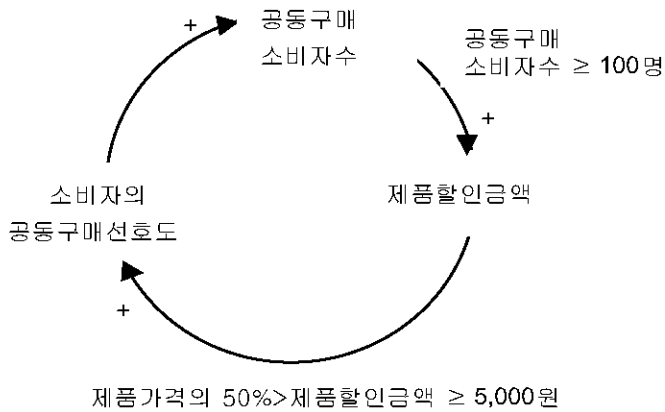 +
공동구매
소비자수
공동구매
소비자수 ≥ 100명
+
소비자의
공동구매선호도
제품할인금액
+
제품가격의 50%>제품할인금액 ≥ 5,000원